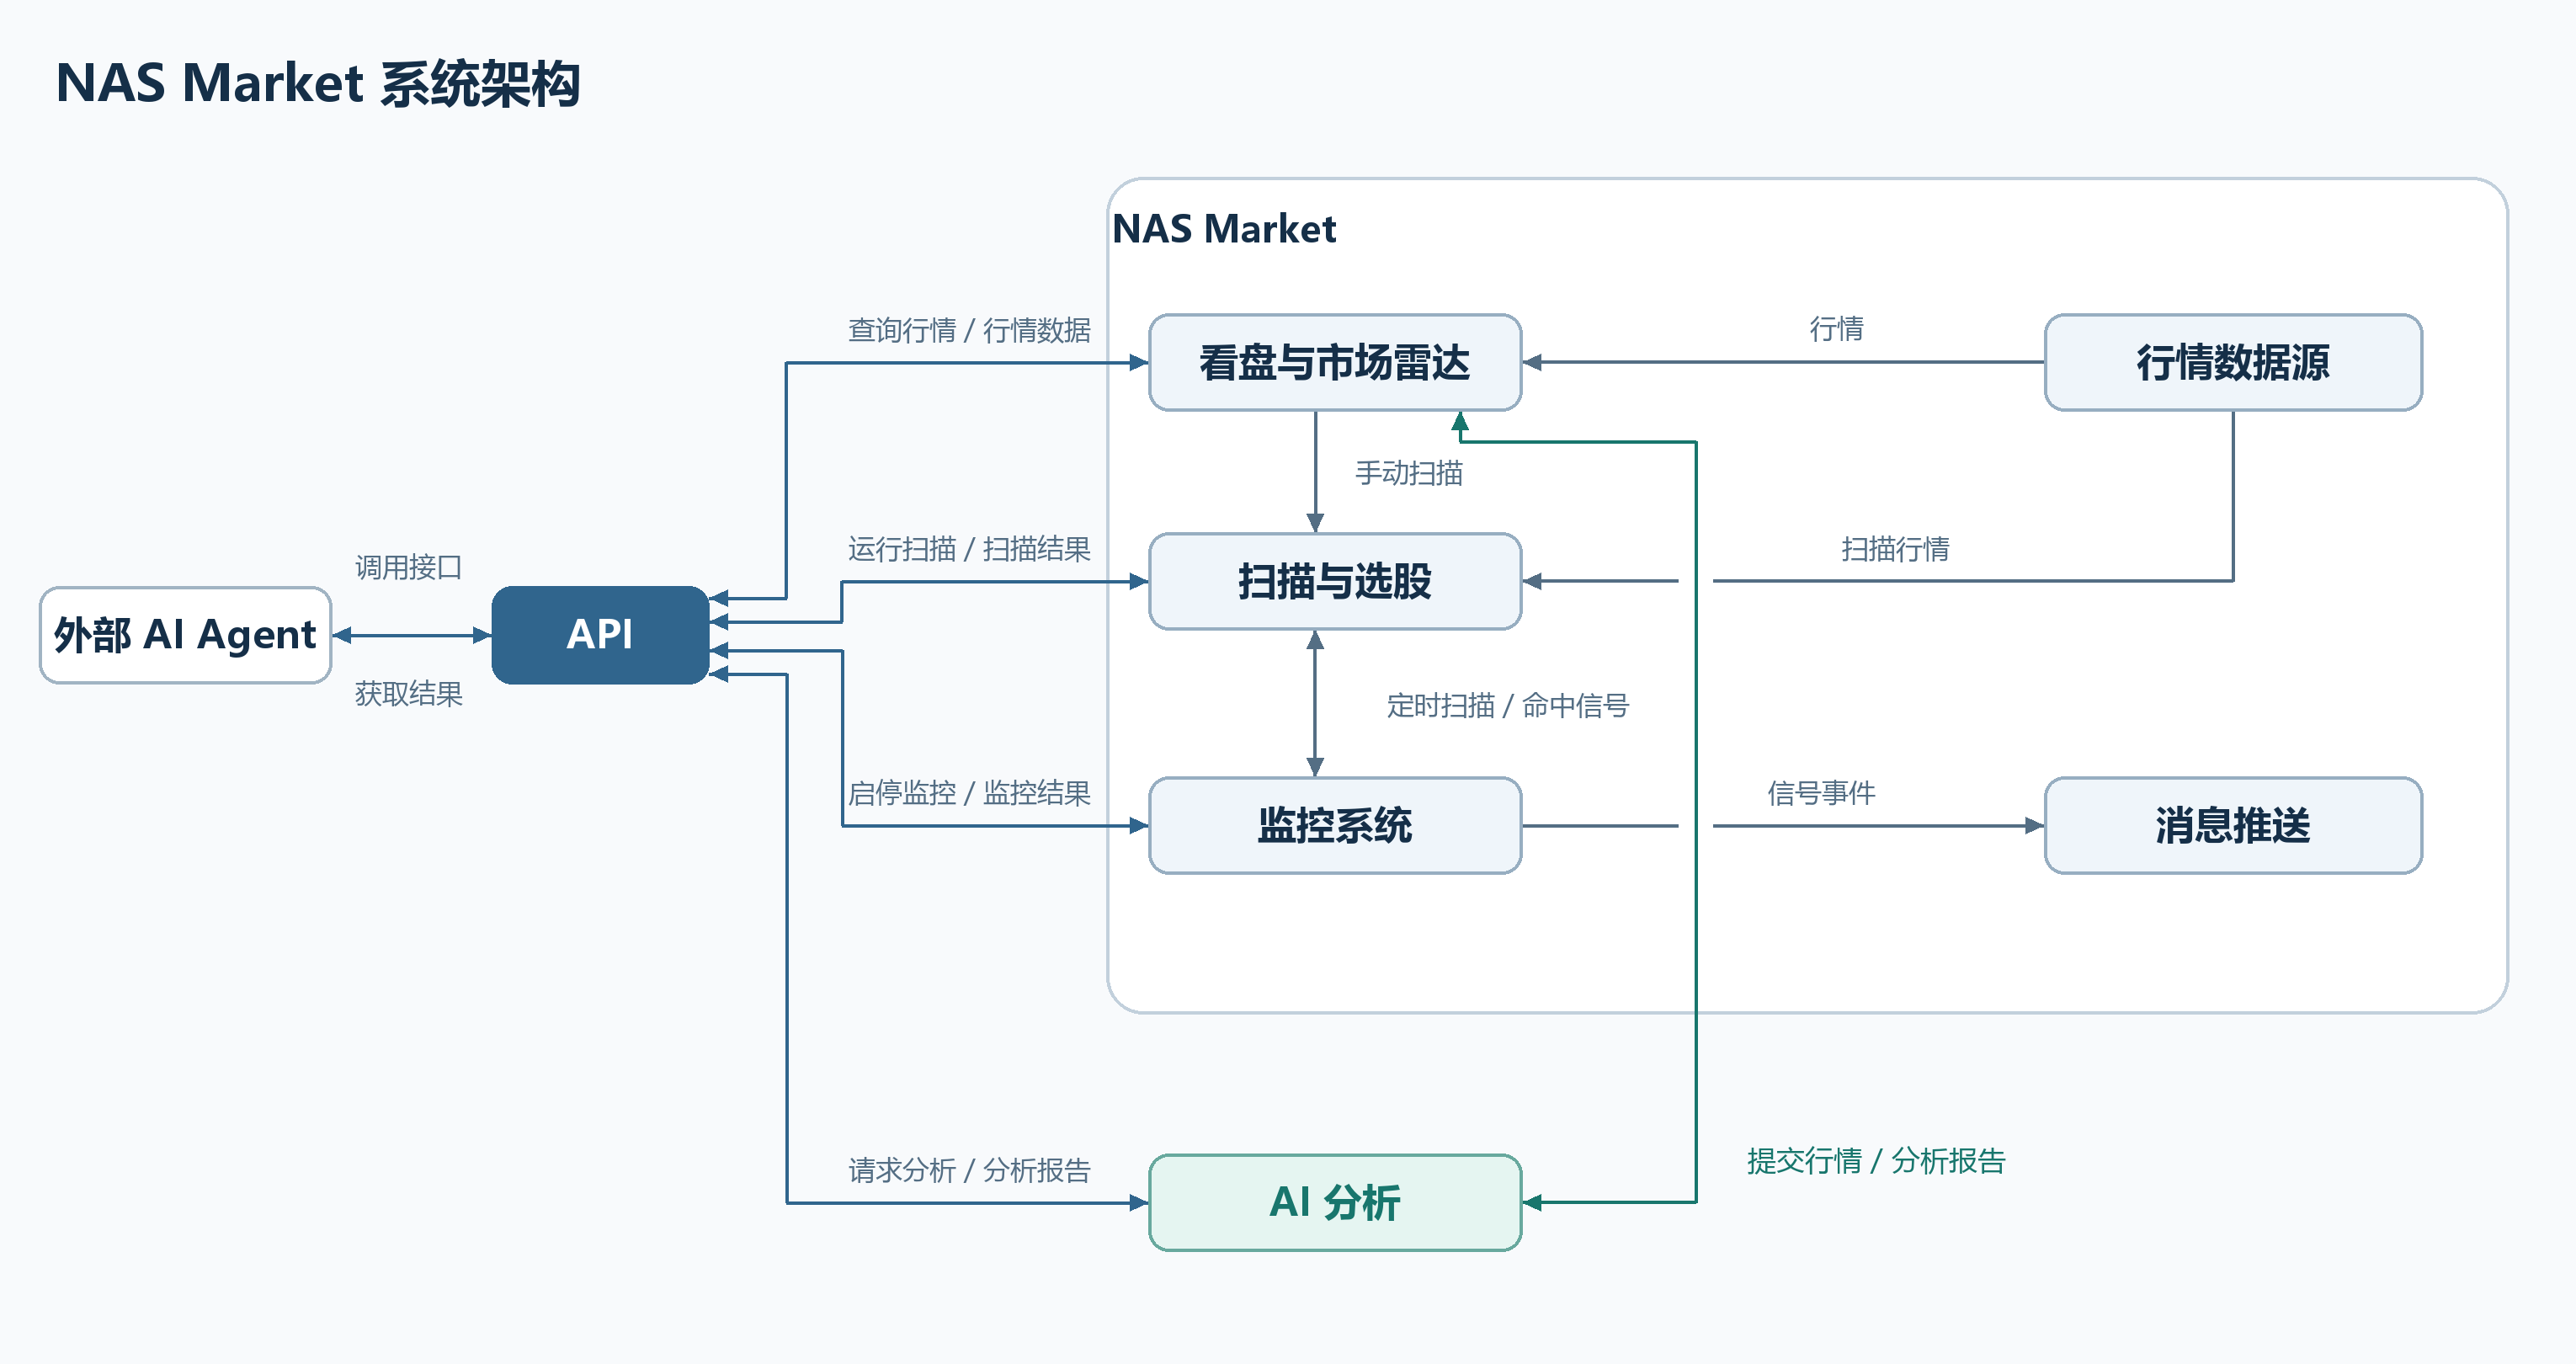 NAS Market 系统架构
NAS Market
查询行情 / 行情数据
看盘与市场雷达
行情
行情数据源
手动扫描
运行扫描 / 扫描结果
扫描与选股
扫描行情
调用接口
外部 AI Agent
API
获取结果
定时扫描 / 命中信号
启停监控 / 监控结果
监控系统
信号事件
消息推送
请求分析 / 分析报告
AI 分析
提交行情 / 分析报告